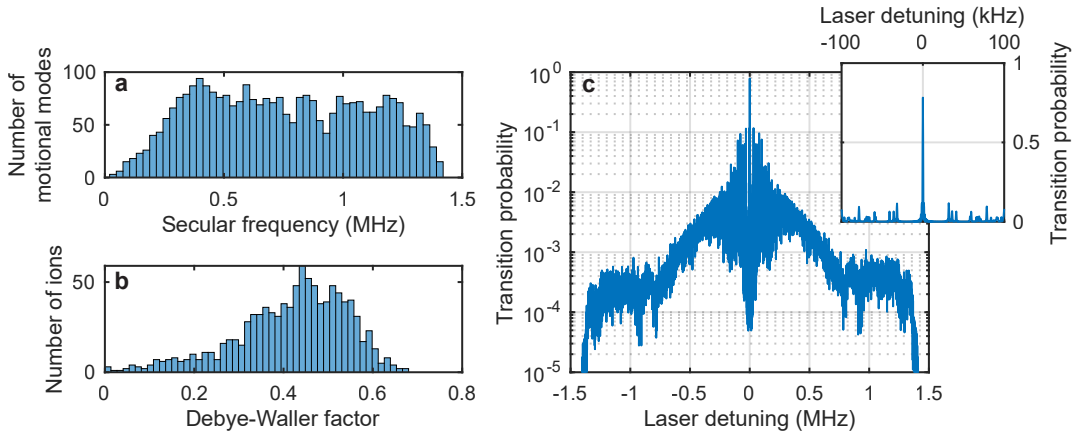 a
Number of
motional modes
100
50
0
0
0.5
1
1.5
Secular frequency (MHz)
b
Number of ions
50
0
0
0.2
0.4
0.6
0.8
Debye-Waller factor
c
Transition probability
10^0
10^-1
10^-2
10^-3
10^-4
10^-5
-1.5
-1
-0.5
0
0.5
1
1.5
Laser detuning (MHz)
Laser detuning (kHz)
-100
0
100
1
0.5
0
Transition probability